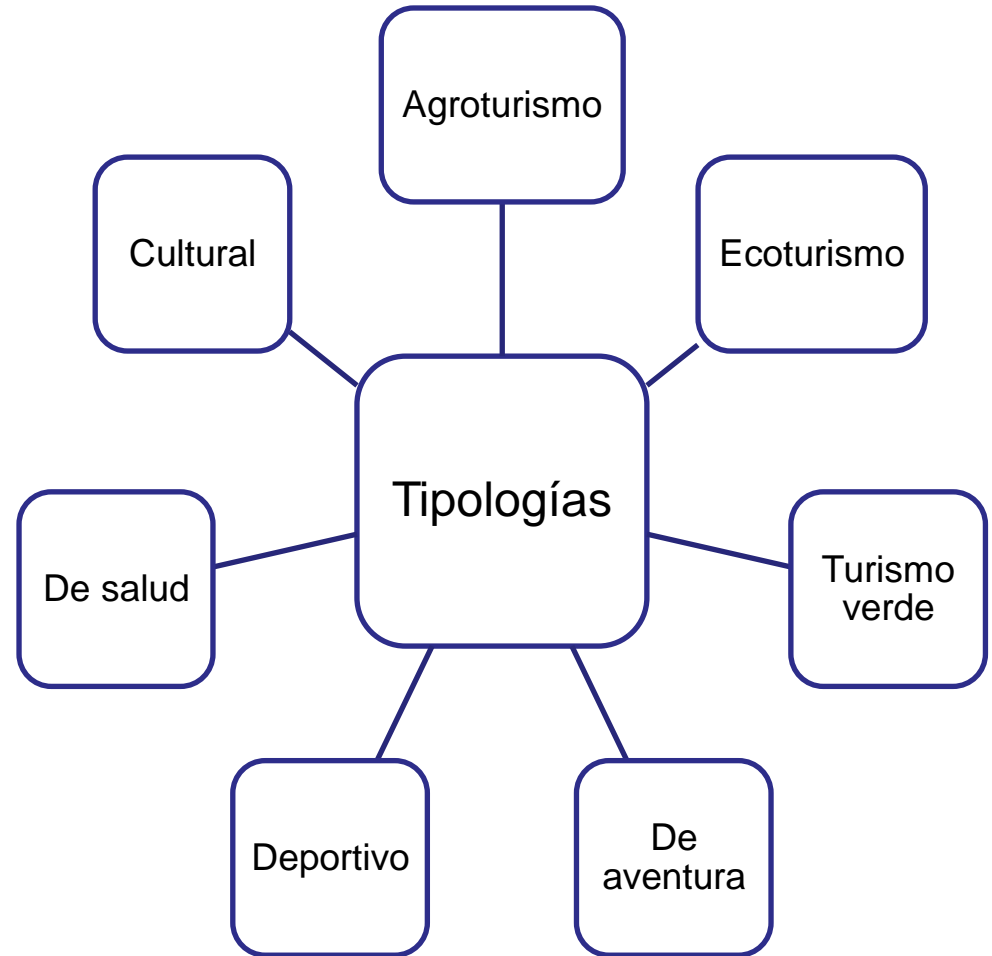 Agroturismo
Cultural
Ecoturismo
Tipologías
De salud
Turismo
verde
Deportivo
De
aventura